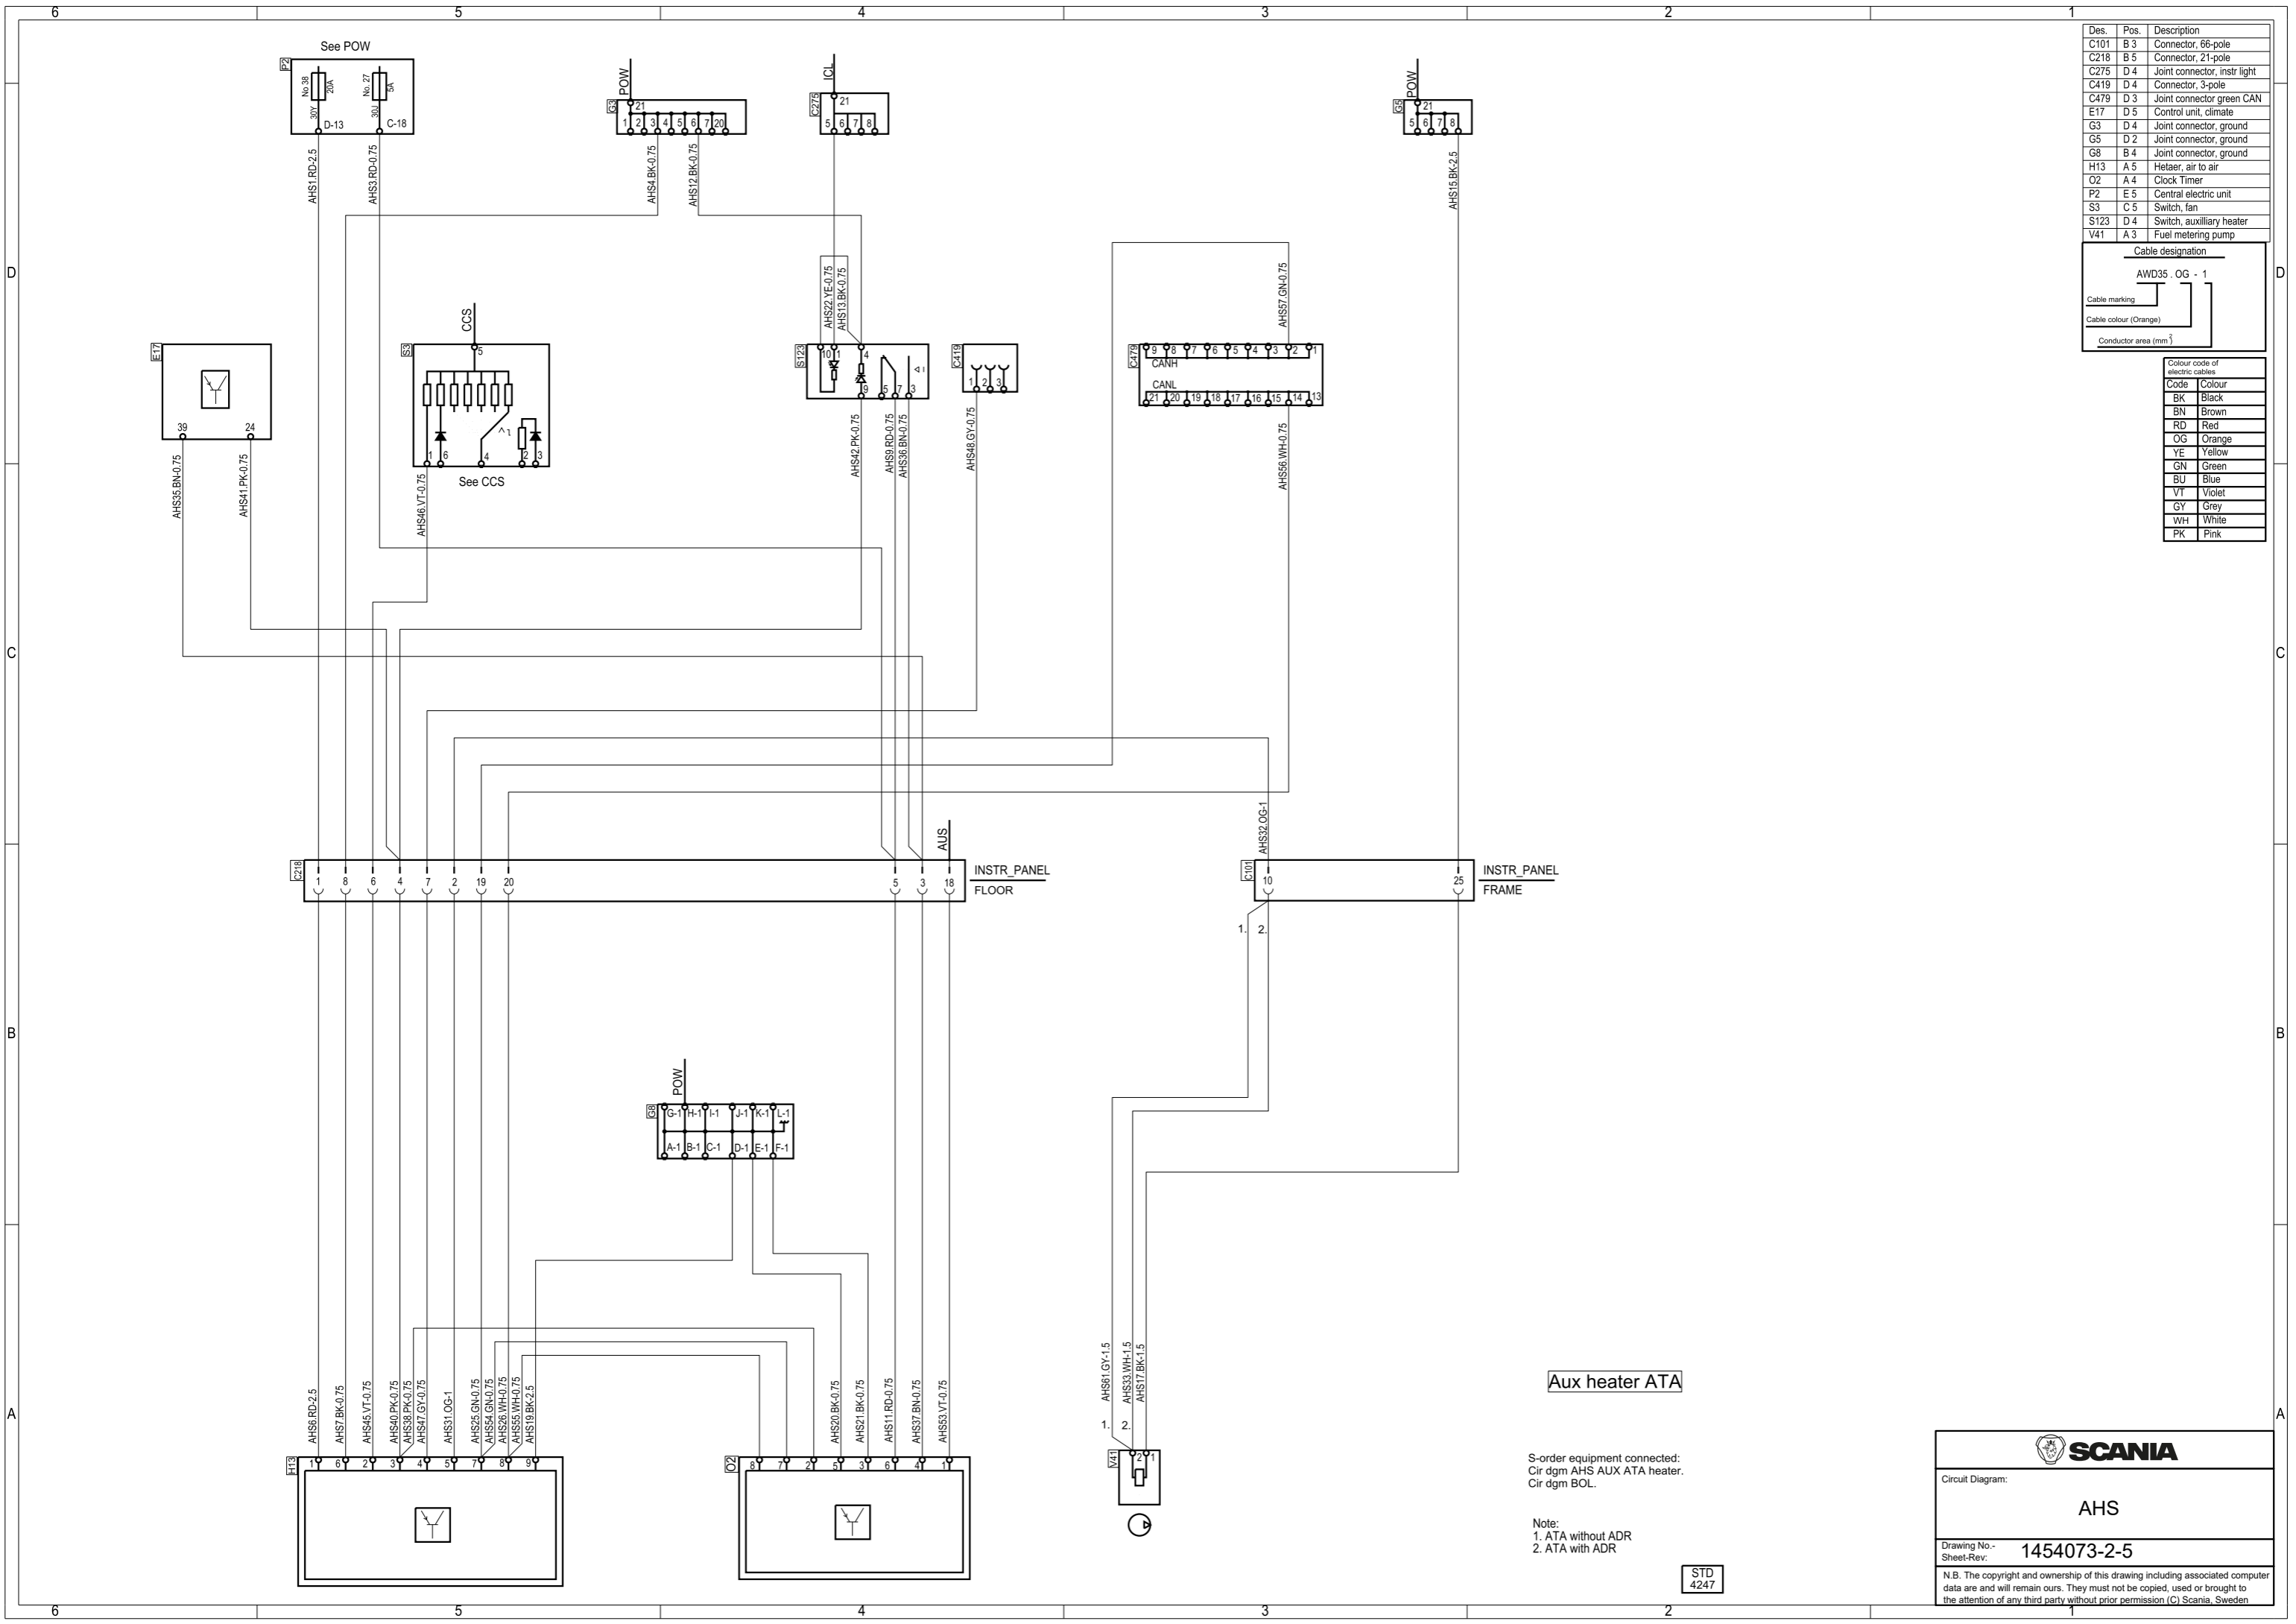 6 5 4 3 2 1
See POW
P2
No 38
20A
30Y
D-13
No. 27
5A
30J
C-18
AHS1.RD-2.5
AHS3.RD-0.75
POW
G3
21
1 2 3 4 5 6 7 20
AHS4.BK-0.75
AHS12.BK-0.75
ICL
C275
21
5 6 7 8
POW
G5
21
5 6 7 8
AHS15.BK-2.5
Des. Pos. Description
C101 B 3 Connector, 66-pole
C218 B 5 Connector, 21-pole
C275 D 4 Joint connector, instr light
C419 D 4 Connector, 3-pole
C479 D 3 Joint connector green CAN
E17 D 5 Control unit, climate
G3 D 4 Joint connector, ground
G5 D 2 Joint connector, ground
G8 B 4 Joint connector, ground
H13 A 5 Hetaer, air to air
O2 A 4 Clock Timer
P2 E 5 Central electric unit
S3 C 5 Switch, fan
S123 D 4 Switch, auxilliary heater
V41 A 3 Fuel metering pump
Cable designation
AWD35 . OG - 1
Cable marking
Cable colour (Orange)
Conductor area (mm 2)
Colour code of
electric cables
Code Colour
BK Black
BN Brown
RD Red
OG Orange
YE Yellow
GN Green
BU Blue
VT Violet
GY Grey
WH White
PK Pink
D D
E17
39 24
AHS35.BN-0.75
AHS41.PK-0.75
CCS
S3
5
1 6 4 2 3
See CCS
AHS46.VT-0.75
AHS22.YE-0.75
AHS13.BK-0.75
S123
10 1 4
9 5 7 3
1
AHS42.PK-0.75
AHS9.RD-0.75
AHS36.BN-0.75
C419
1 2 3
AHS48.GY-0.75
AHS57.GN-0.75
C479
9 8 7 6 5 4 3 2 1
CANH
CANL
21 20 19 18 17 16 15 14 13
AHS56.WH-0.75
C C
AHS32.OG-1
AUS
C218
1 8 6 4 7 2 19 20 5 3 18
INSTR_PANEL
FLOOR
C101
10 25
INSTR_PANEL
FRAME
1. 2.
B B
POW
G8
G-1 H-1 I-1 J-1 K-1 L-1
A-1 B-1 C-1 D-1 E-1 F-1
A A
AHS6.RD-2.5
AHS7.BK-0.75
AHS45.VT-0.75
AHS40.PK-0.75
AHS38.PK-0.75
AHS47.GY-0.75
AHS31.OG-1
AHS25.GN-0.75
AHS54.GN-0.75
AHS26.WH-0.75
AHS55.WH-0.75
AHS19.BK-2.5
AHS20.BK-0.75
AHS21.BK-0.75
AHS11.RD-0.75
AHS37.BN-0.75
AHS53.VT-0.75
AHS61.GY-1.5
AHS33.WH-1.5
AHS17.BK-1.5
1. 2.
H13
1 6 2 3 4 5 7 8 9
O2
8 7 2 5 3 6 4 1
V41
2 1
Aux heater ATA
S-order equipment connected:
Cir dgm AHS AUX ATA heater.
Cir dgm BOL.
Note:
1. ATA without ADR
2. ATA with ADR
STD
4247
SCANIA
Circuit Diagram:
AHS
Drawing No.-
Sheet-Rev: 1454073-2-5
N.B. The copyright and ownership of this drawing including associated computer
data are and will remain ours. They must not be copied, used or brought to
the attention of any third party without prior permission (C) Scania, Sweden
6 5 4 3 2 1